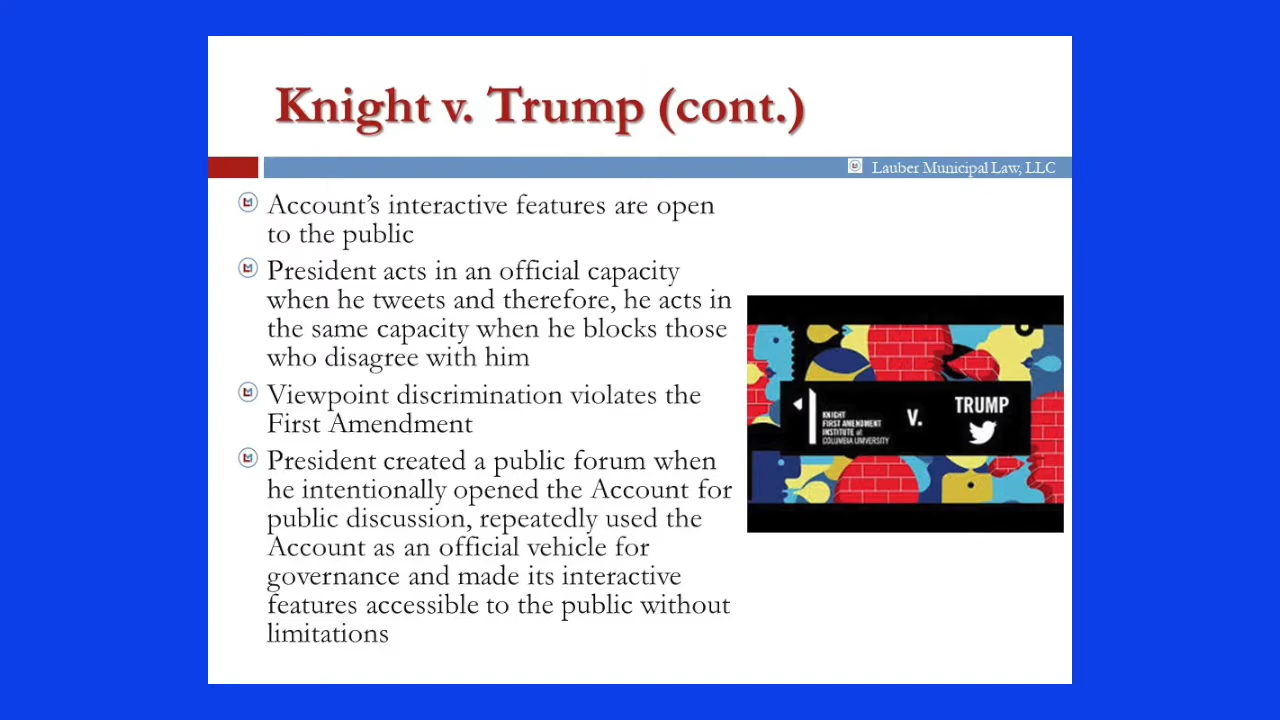 Knight v. Trump (cont.)
Lauber Municipal Law, LLC
Account's interactive features are open
to the public
President acts in an official capacity
when he tweets and therefore, he acts in
the same capacity when he blocks those
who disagree with him
Viewpoint discrimination violates the
First Amendment
President created a public forum when
he intentionally opened the Account for
public discussion, repeatedly used the
Account as an official vehicle for
governance and made its interactive
features accessible to the public without
limitations
KNIGHT
FIRST AMENDMENT
INSTITUTE at
COLUMBIA UNIVERSITY
V.
TRUMP